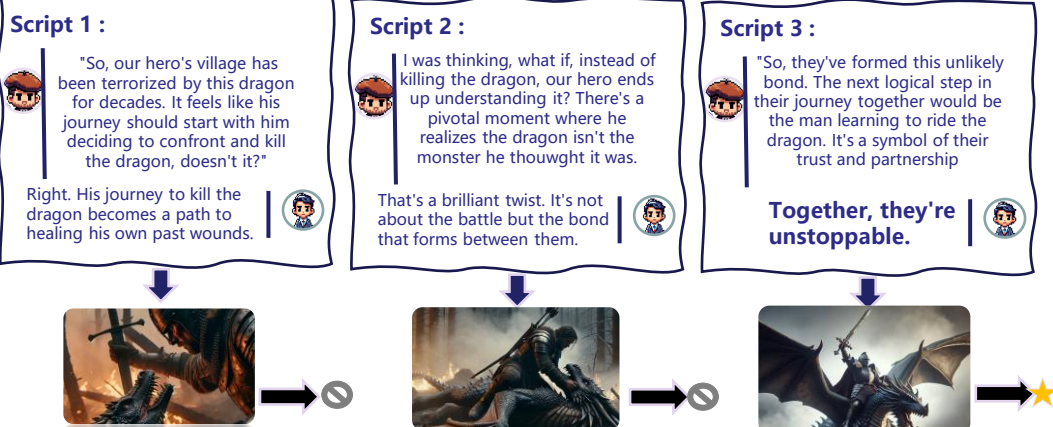 Script 1 :
"So, our hero's village has
been terrorized by this dragon
for decades. It feels like his
journey should start with him
deciding to confront and kill
the dragon, doesn't it?"
Right. His journey to kill the
dragon becomes a path to
healing his own past wounds.
Script 2 :
I was thinking, what if, instead of
killing the dragon, our hero ends
up understanding it? There's a
pivotal moment where he
realizes the dragon isn't the
monster he thouwght it was.
That's a brilliant twist. It's not
about the battle but the bond
that forms between them.
Script 3 :
"So, they've formed this unlikely
bond. The next logical step in
their journey together would be
the man learning to ride the
dragon. It's a symbol of their
trust and partnership
Together, they're
unstoppable.